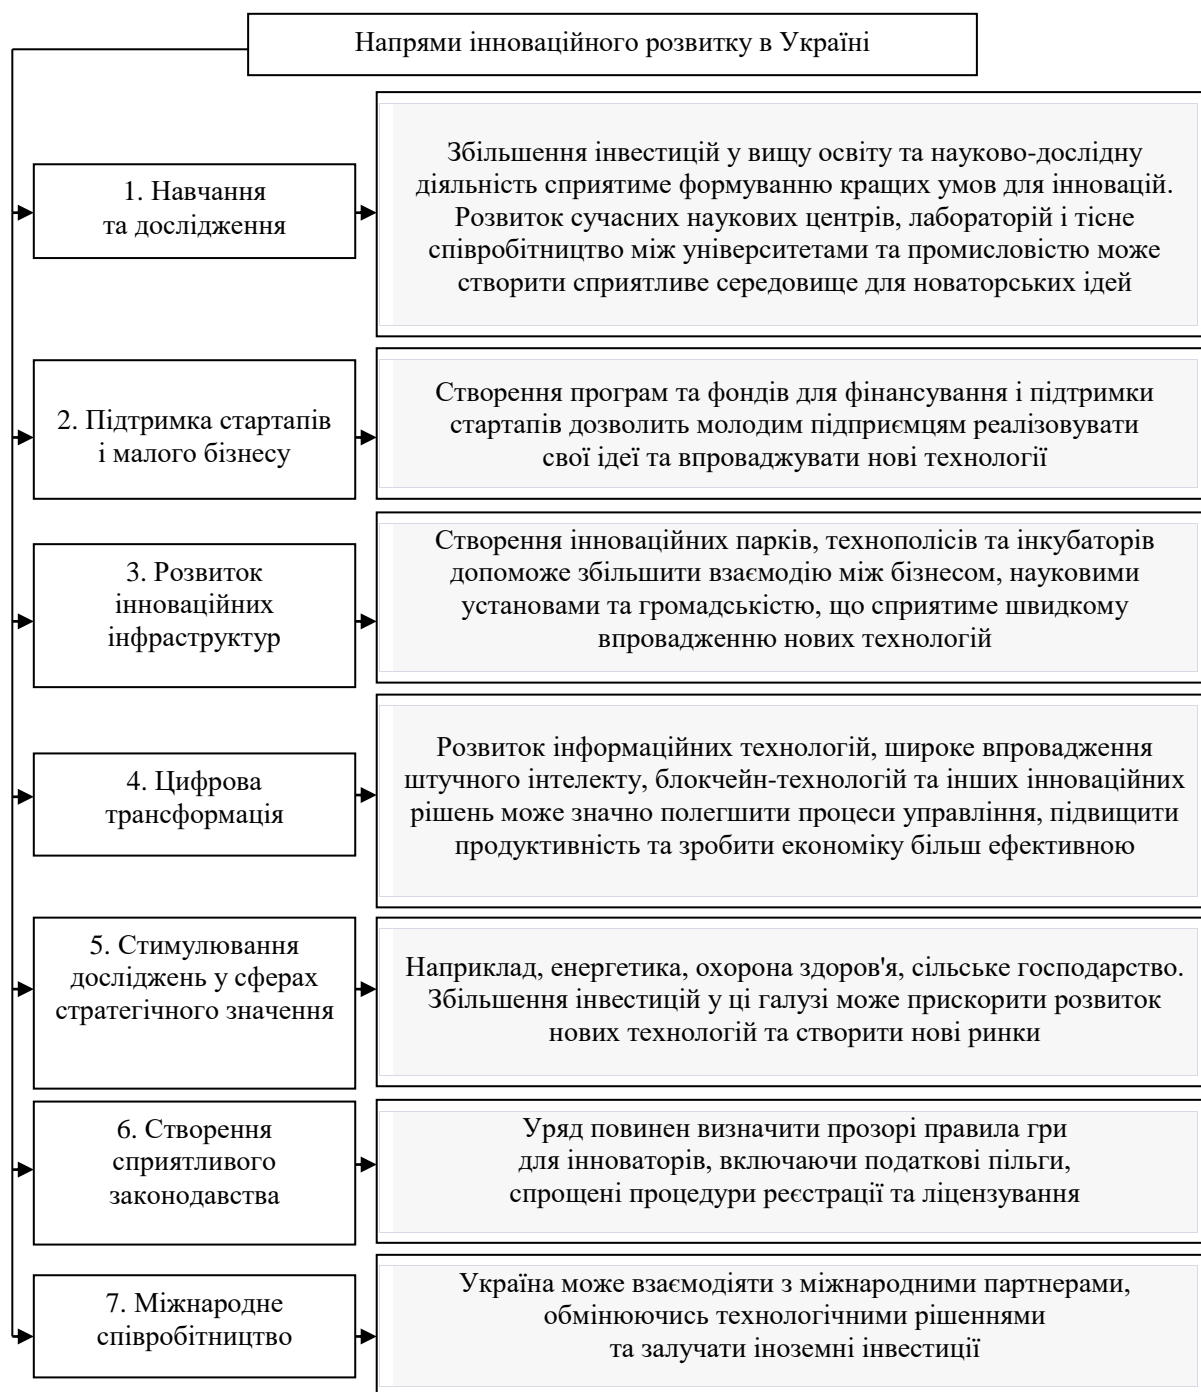 Напрями інноваційного розвитку в Україні
1. Навчання
та дослідження
Збільшення інвестицій у вищу освіту та науково-дослідну
діяльність сприятиме формуванню кращих умов для інновацій.
Розвиток сучасних наукових центрів, лабораторій і тісне
співробітництво між університетами та промисловістю може
створити сприятливе середовище для новаторських ідей
2. Підтримка стартапів
і малого бізнесу
Створення програм та фондів для фінансування і підтримки
стартапів дозволить молодим підприємцям реалізовувати
свої ідеї та впроваджувати нові технології
3. Розвиток
інноваційних
інфраструктур
Створення інноваційних парків, технополісів та інкубаторів
допоможе збільшити взаємодію між бізнесом, науковими
установами та громадськістю, що сприятиме швидкому
впровадженню нових технологій
4. Цифрова
трансформація
Розвиток інформаційних технологій, широке впровадження
штучного інтелекту, блокчейн-технологій та інших інноваційних
рішень може значно полегшити процеси управління, підвищити
продуктивність та зробити економіку більш ефективною
5. Стимулювання
досліджень у сферах
стратегічного значення
Наприклад, енергетика, охорона здоров'я, сільське господарство.
Збільшення інвестицій у ці галузі може прискорити розвиток
нових технологій та створити нові ринки
6. Створення
сприятливого
законодавства
Уряд повинен визначити прозорі правила гри
для інноваторів, включаючи податкові пільги,
спрощені процедури реєстрації та ліцензування
7. Міжнародне
співробітництво
Україна може взаємодіяти з міжнародними партнерами,
обмінюючись технологічними рішеннями
та залучати іноземні інвестиції